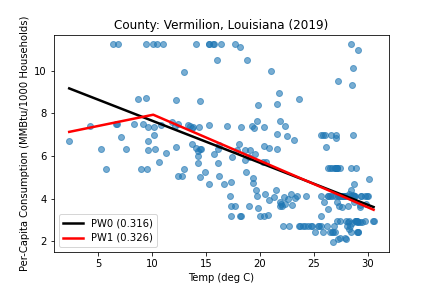 County: Vermilion, Louisiana (2019)
Per-Capita Consumption (MMBtu/1000 Households)
10
8
6
4
2
PW0 (0.316)
PW1 (0.326)
5 10 15 20 25 30
Temp (deg C)